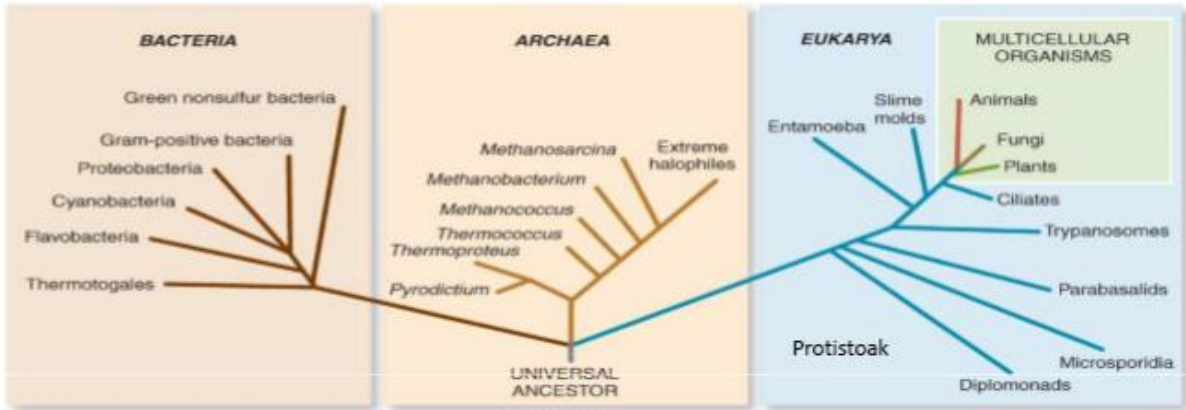 BACTERIA
Green nonsulfur bacteria
Gram-positive bacteria
Proteobacteria
Cyanobacteria
Flavobacteria
Thermotogales
ARCHAEA
Methanosarcina
Extreme
halophiles
Methanobacterium
Methanococcus
Thermococcus
Thermoproteus
Pyrodictium
UNIVERSAL
ANCESTOR
EUKARYA
MULTICELLULAR
ORGANISMS
Slime
molds
Animals
Entamoeba
Fungi
Plants
Ciliates
Trypanosomes
Parabasalids
Protistoak
Microsporidia
Diplomonads